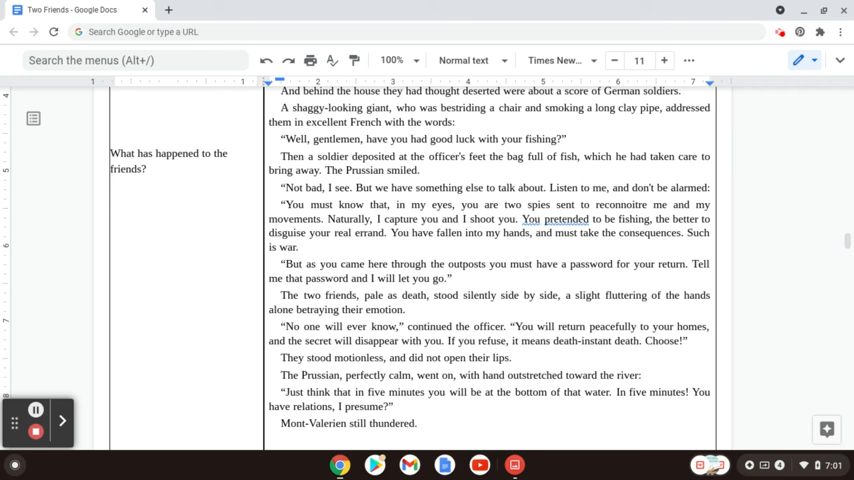 Two Friends - Google Docs
Search Google or type a URL
Search the menus (Alt+/)
100%
Normal text
Times New...
11
1 1 2 3 4 5 6 7
And behind the house they had thought deserted were about a score of German soldiers.
A shaggy-looking giant, who was bestriding a chair and smoking a long clay pipe, addressed
them in excellent French with the words:
“Well, gentlemen, have you had good luck with your fishing?”
What has happened to the
friends?
Then a soldier deposited at the officer's feet the bag full of fish, which he had taken care to
bring away. The Prussian smiled.
“Not bad, I see. But we have something else to talk about. Listen to me, and don't be alarmed:
“You must know that, in my eyes, you are two spies sent to reconnoitre me and my
movements. Naturally, I capture you and I shoot you. You pretended to be fishing, the better to
disguise your real errand. You have fallen into my hands, and must take the consequences. Such
is war.
“But as you came here through the outposts you must have a password for your return. Tell
me that password and I will let you go.”
The two friends, pale as death, stood silently side by side, a slight fluttering of the hands
alone betraying their emotion.
“No one will ever know,” continued the officer. “You will return peacefully to your homes,
and the secret will disappear with you. If you refuse, it means death-instant death. Choose!”
They stood motionless, and did not open their lips.
The Prussian, perfectly calm, went on, with hand outstretched toward the river:
“Just think that in five minutes you will be at the bottom of that water. In five minutes! You
have relations, I presume?”
Mont-Valerien still thundered.
4
5
6
7
8
4
7:01